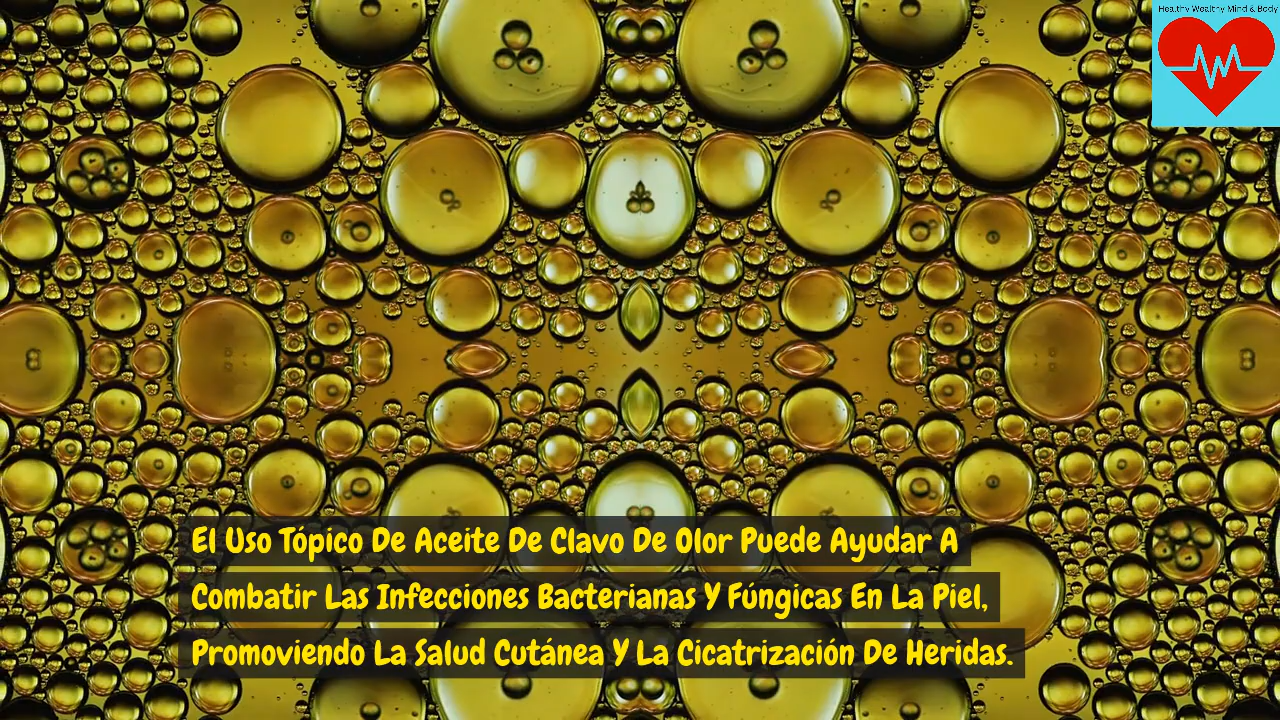 Healthy Wealthy Mind & Body
El Uso Tópico De Aceite De Clavo De Olor Puede Ayudar A
Combatir Las Infecciones Bacterianas Y Fúngicas En La Piel,
Promoviendo La Salud Cutánea Y La Cicatrización De Heridas.